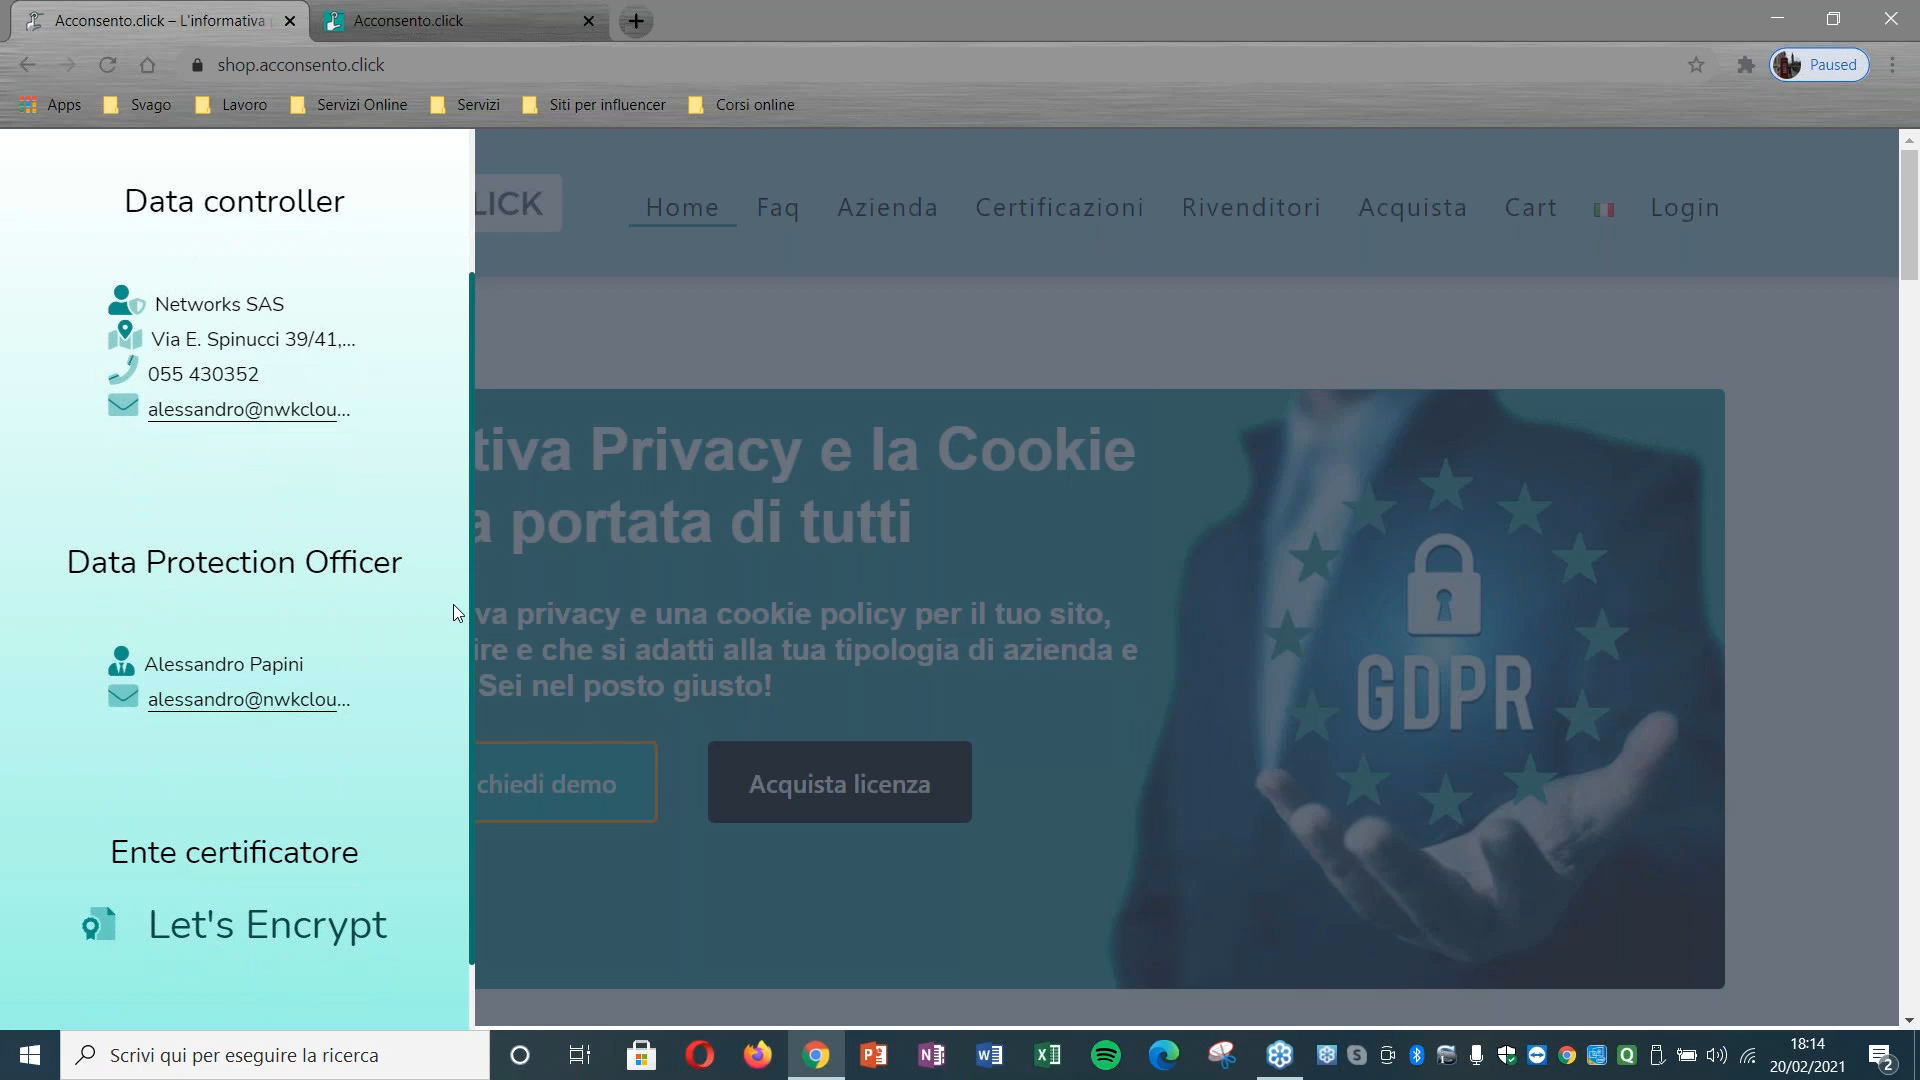 Acconsento.click – L'informativa
Acconsento.click
shop.acconsento.click
Paused
Apps
Svago
Lavoro
Servizi Online
Servizi
Siti per influencer
Corsi online
Data controller
Networks SAS
Via E. Spinucci 39/41,...
055 430352
alessandro@nwkclou...
Data Protection Officer
Alessandro Papini
alessandro@nwkclou...
Ente certificatore
Let's Encrypt
LICK
Home
Faq
Azienda
Certificazioni
Rivenditori
Acquista
Cart
Login
tiva Privacy e la Cookie
a portata di tutti
va privacy e una cookie policy per il tuo sito,
ire e che si adatti alla tua tipologia di azienda e
Sei nel posto giusto!
chiedi demo
Acquista licenza
GDPR
Scrivi qui per eseguire la ricerca
18:14
20/02/2021
2